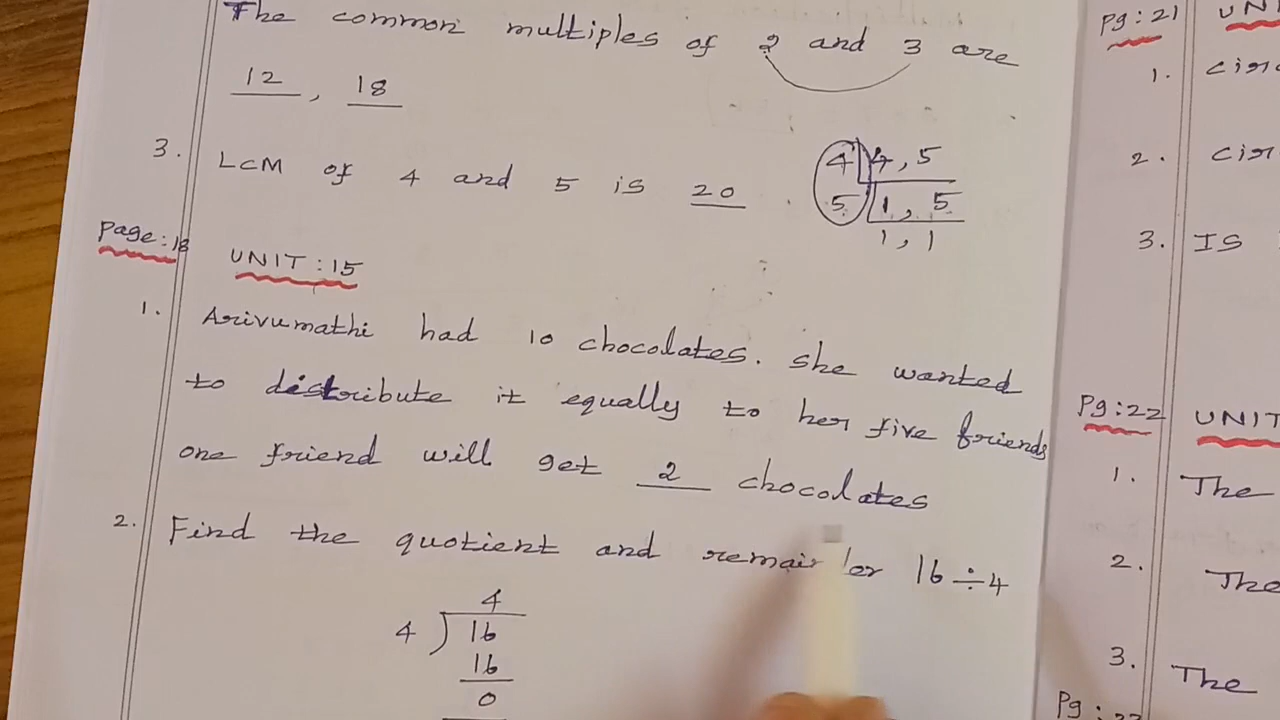 The common multiples of 2 and 3 are
12, 18
3. LCM of 4 and 5 is 20
4 4, 5
5 1, 5
1, 1
Page: 18
UNIT: 15
1. Arivumathi had 10 chocolates. She wanted
to distribute it equally to her five friends
one friend will get 2 chocolates
2. Find the quotient and 16÷4
4
4 ) 16
16
0
Pg: 21
1.
2.
3. IS
Pg: 22 UNIT
1. The
2. The
3. The
Pg: